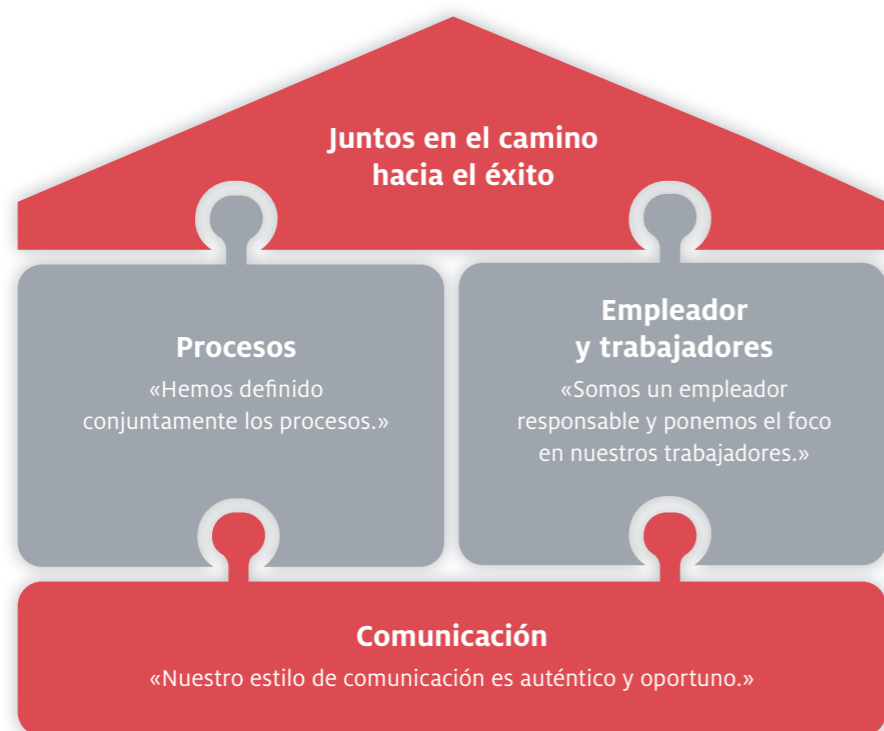 Juntos en el camino
hacia el éxito
Procesos
«Hemos definido
conjuntamente los procesos.»
Empleador
y trabajadores
«Somos un empleador
responsable y ponemos el foco
en nuestros trabajadores.»
Comunicación
«Nuestro estilo de comunicación es auténtico y oportuno.»